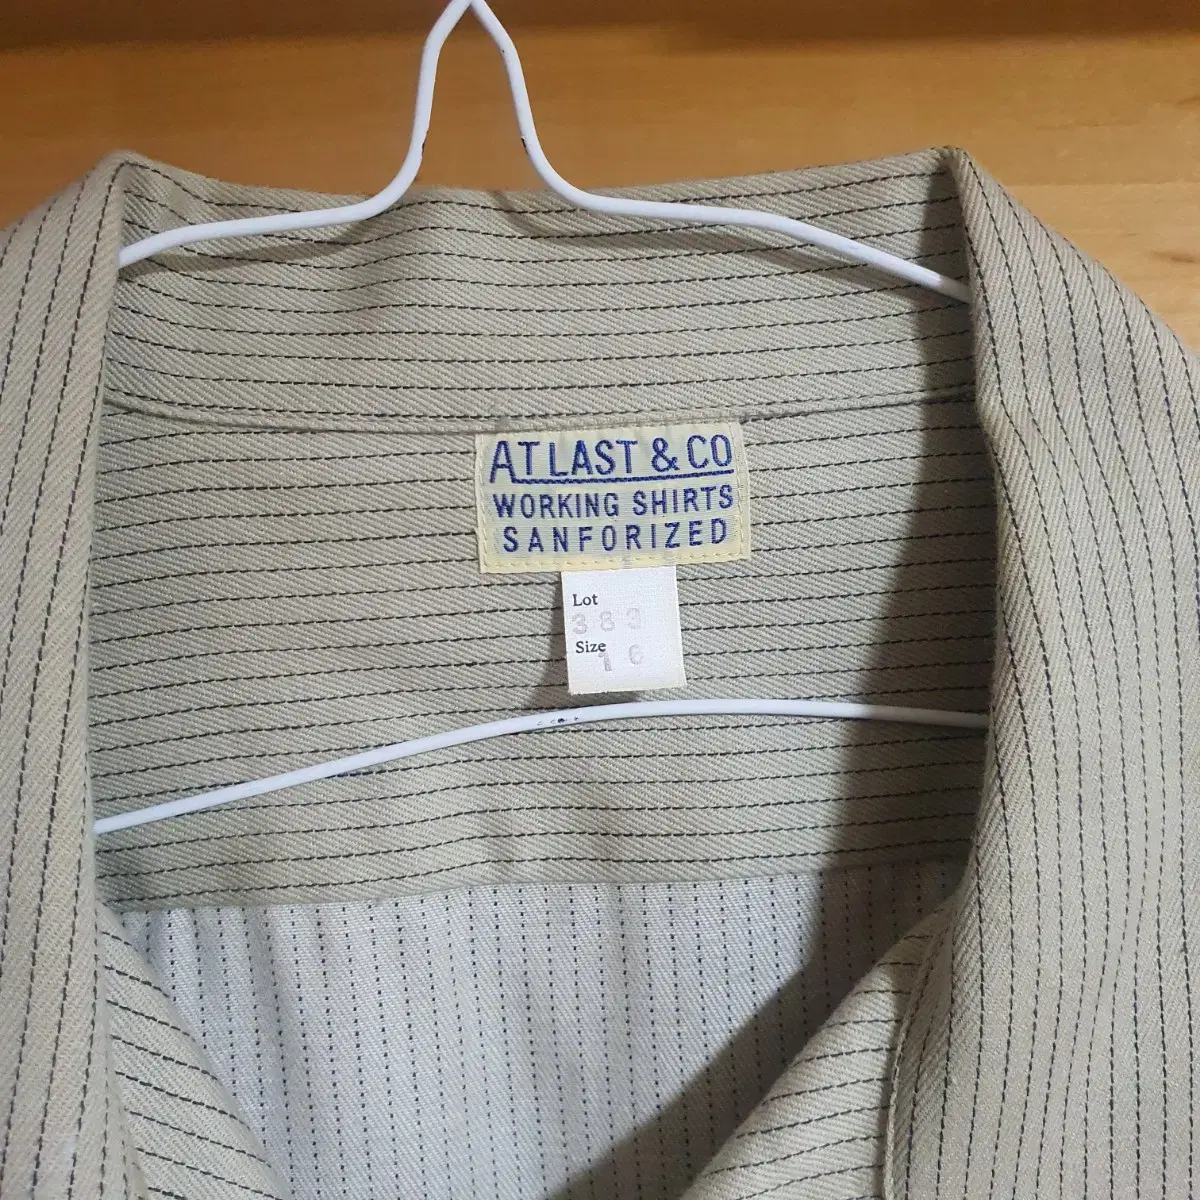 AT LAST & CO
WORKING SHIRTS
SANFORIZED
Lot
383
Size
16